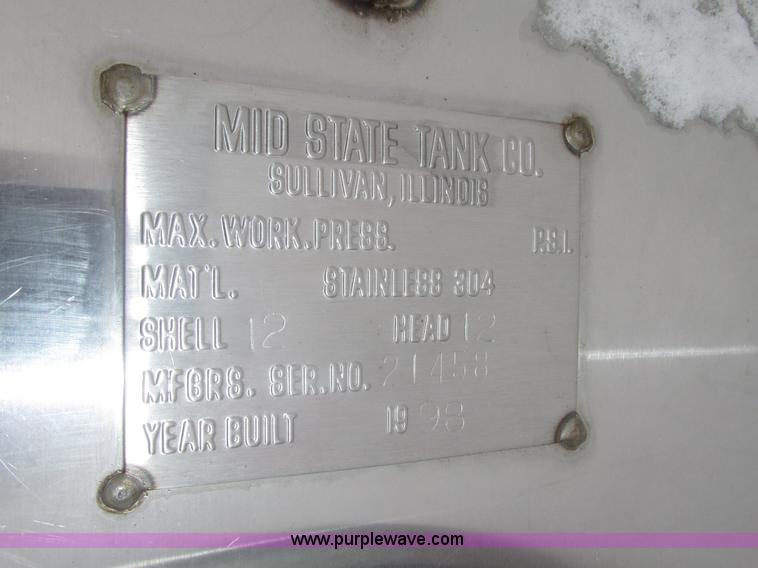 MID STATE TANK CO.
SULLIVAN, ILLINOIS
MAX. WORK. PRESS. P.S.I.
MAT'L. STAINLESS 304
SHELL 12 HEAD 12
MFGRS. SER. NO. 21458
YEAR BUILT 1998
www.purplewave.com